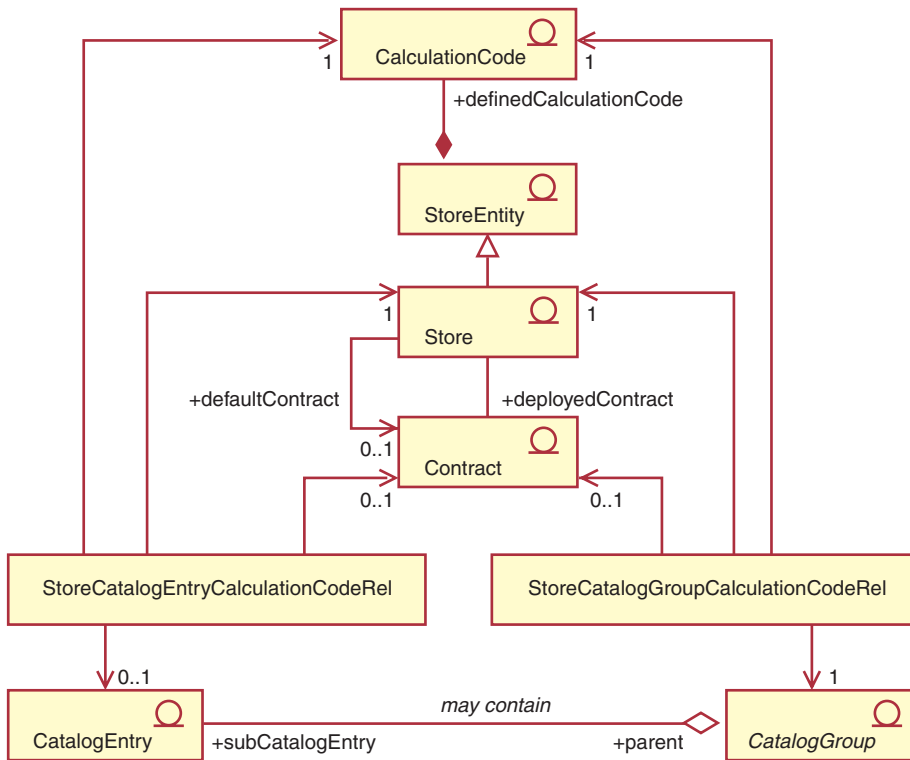 CalculationCode
1
1
+definedCalculationCode
StoreEntity
1
1
Store
+defaultContract
+deployedContract
0..1
Contract
0..1
0..1
StoreCatalogEntryCalculationCodeRel
StoreCatalogGroupCalculationCodeRel
0..1
1
may contain
CatalogEntry
+subCatalogEntry
+parent
CatalogGroup